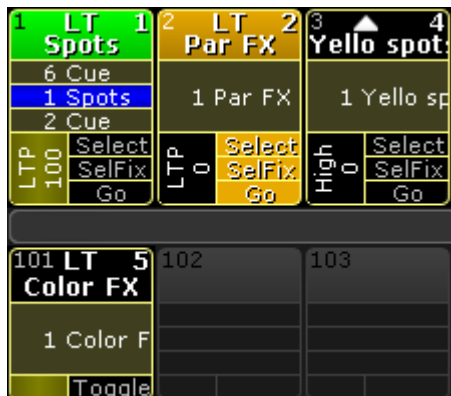 1 LT 1
Spots
6 Cue
1 Spots
2 Cue
LTP 100
Select
SelFix
Go
2 LT 2
Par FX
1 Par FX
LTP 0
Select
SelFix
Go
3 4
Yello spot
1 Yello sp
High 0
Select
SelFix
Go
101 LT 5
Color FX
1 Color F
Toggle
102
103